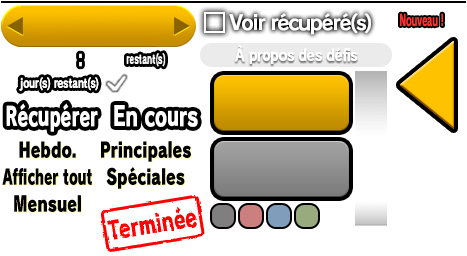 Voir récupéré(s)
Nouveau !
À propos des défis
8
restant(s)
jour(s) restant(s)
Récupérer
En cours
Hebdo.
Principales
Afficher tout
Spéciales
Mensuel
Terminée